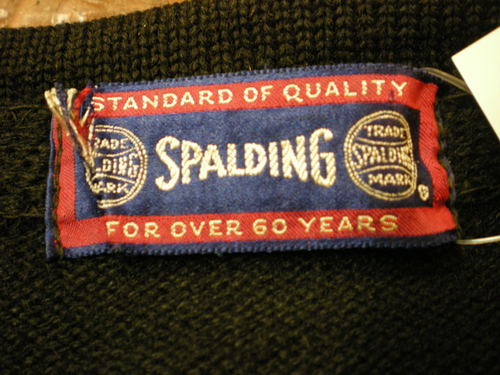 STANDARD OF QUALITY
TRADE
SPALDING
MARK
SPALDING
TRADE
SPALDING
MARK
®
FOR OVER 60 YEARS